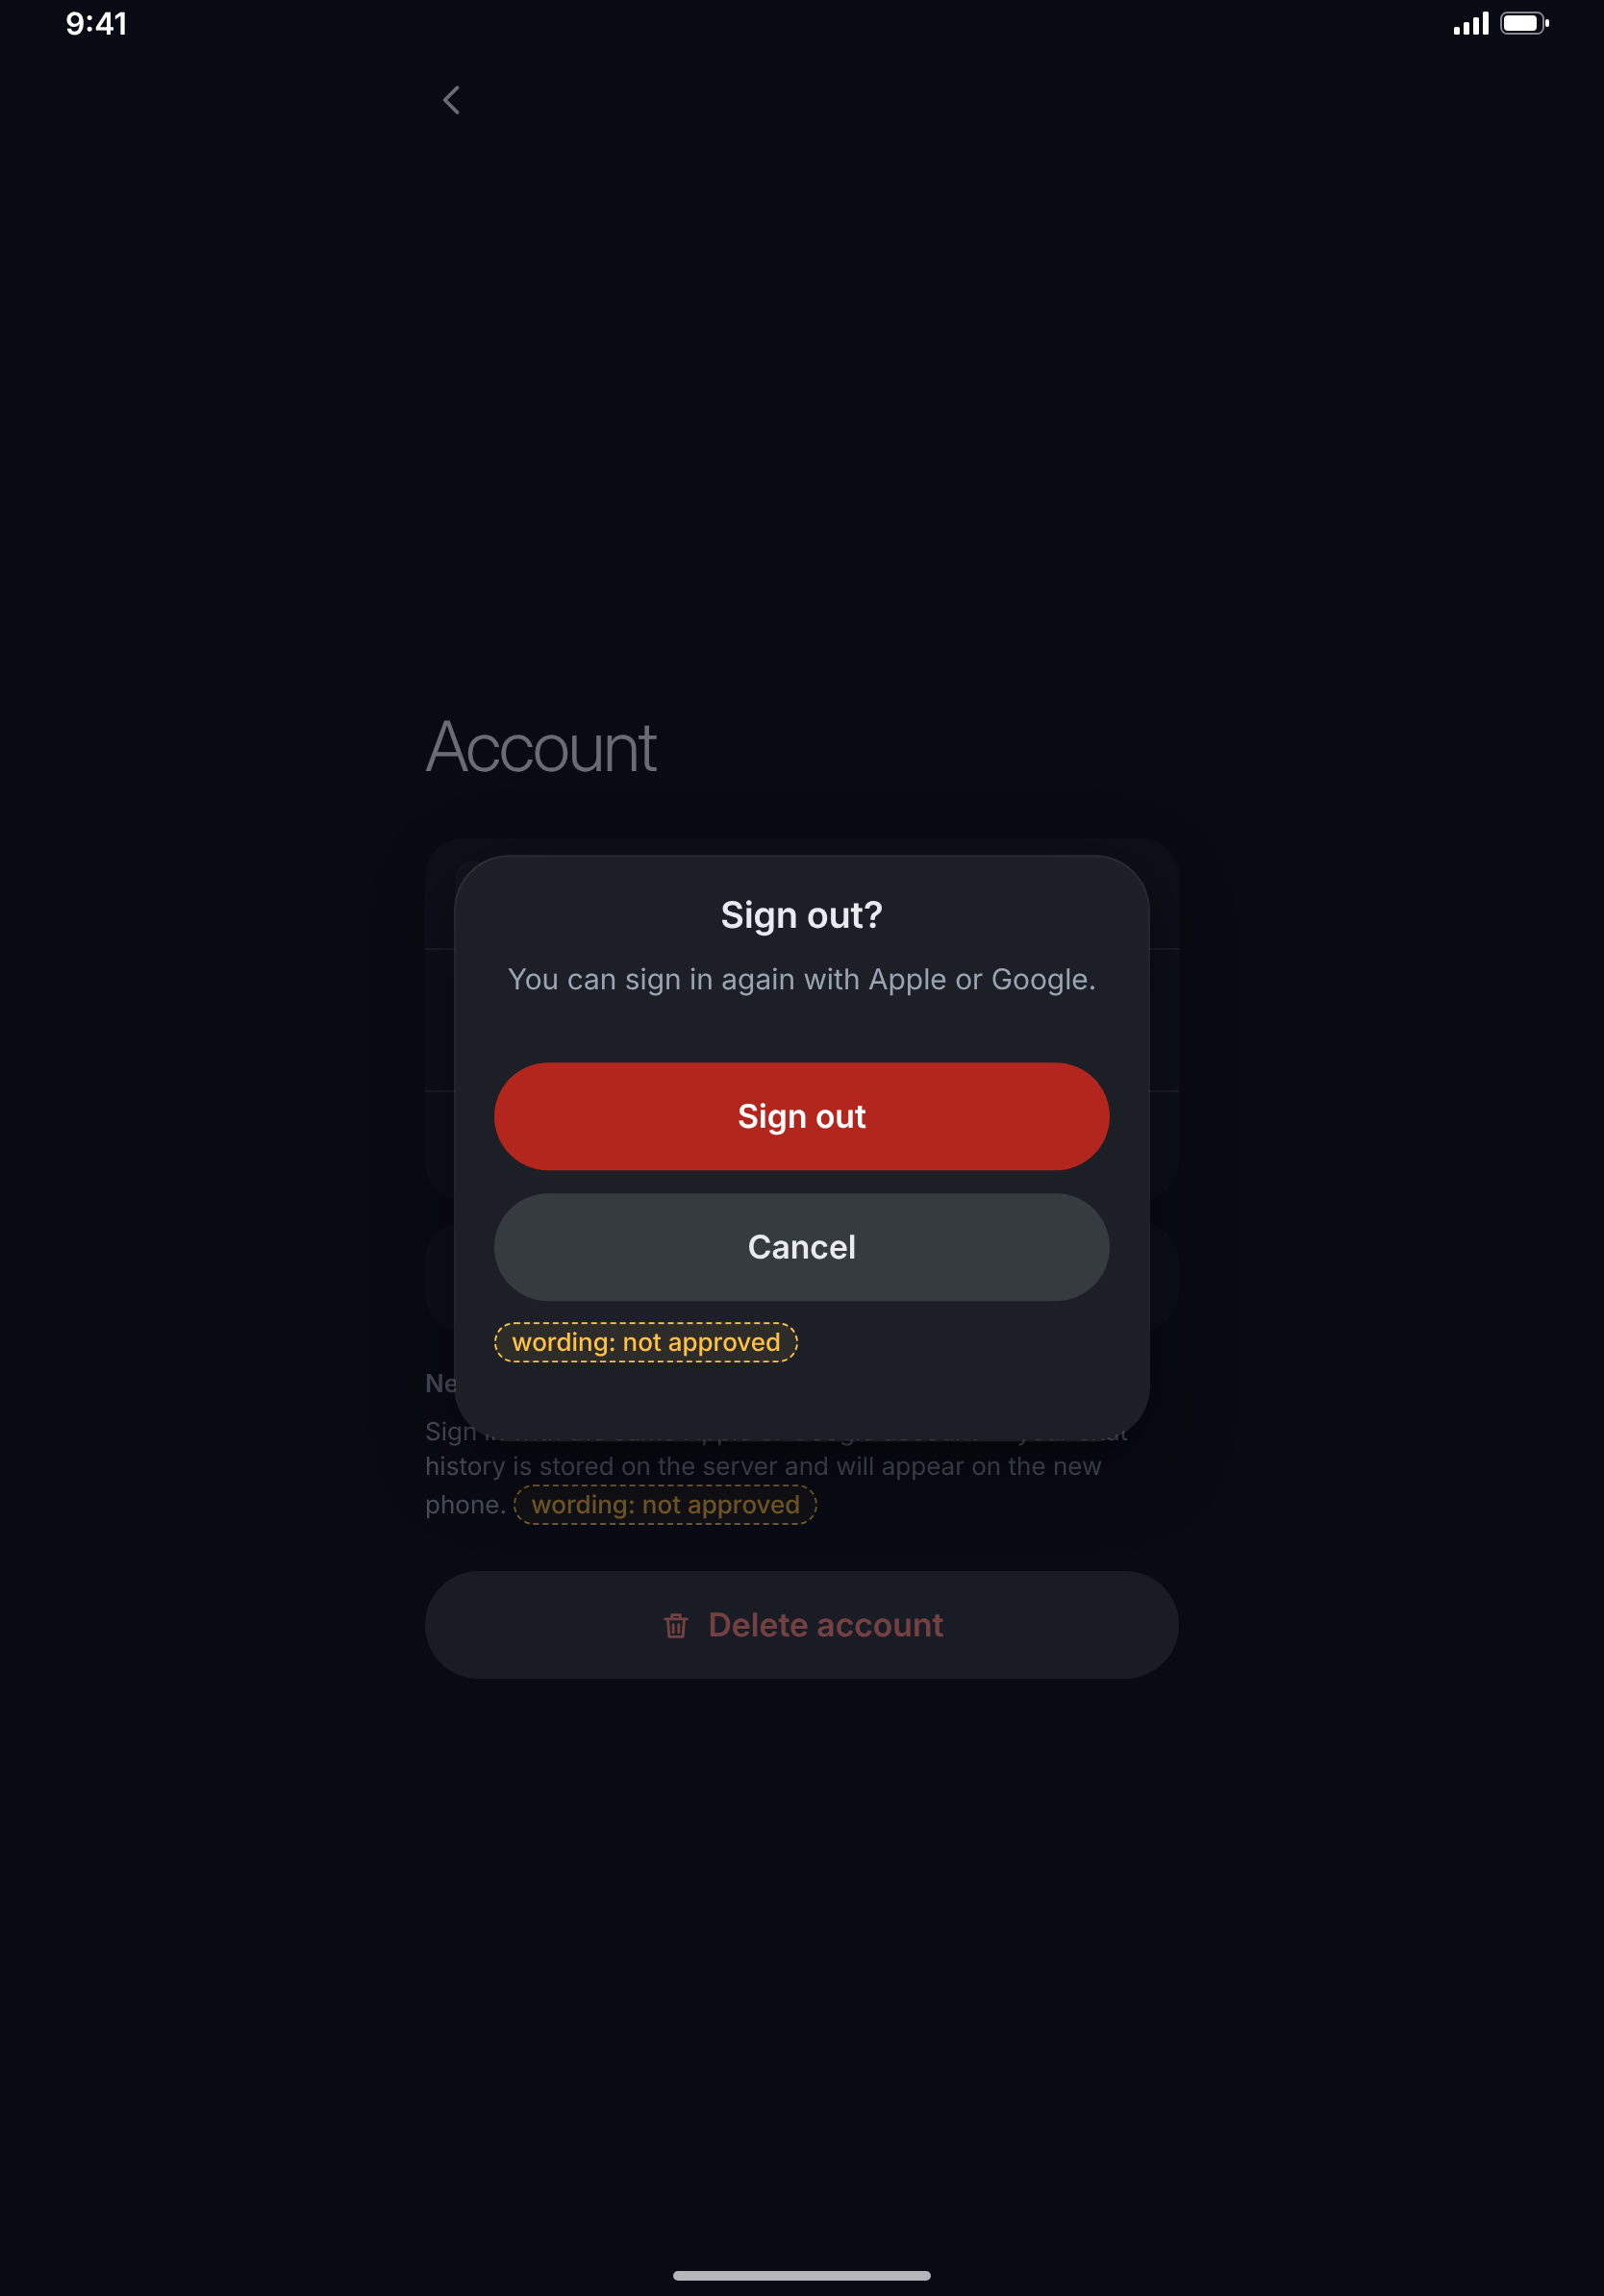 9:41
Account
Sign out?
You can sign in again with Apple or Google.
Sign out
Cancel
wording: not approved
Sign
history is stored on the server and will appear on the new
phone. wording: not approved
Delete account